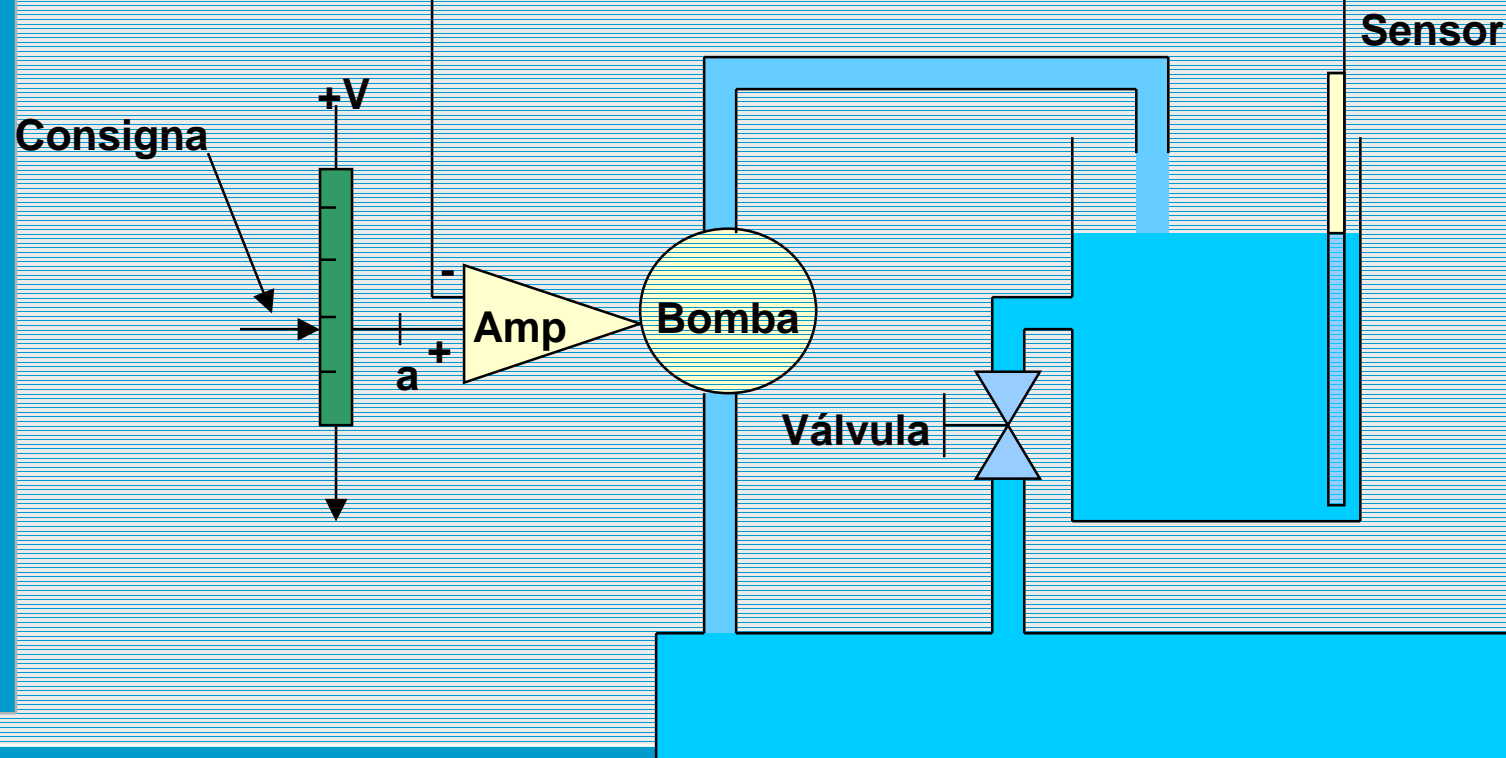 Sensor
+V
Consigna
-
Amp
Bomba
+
a
Válvula